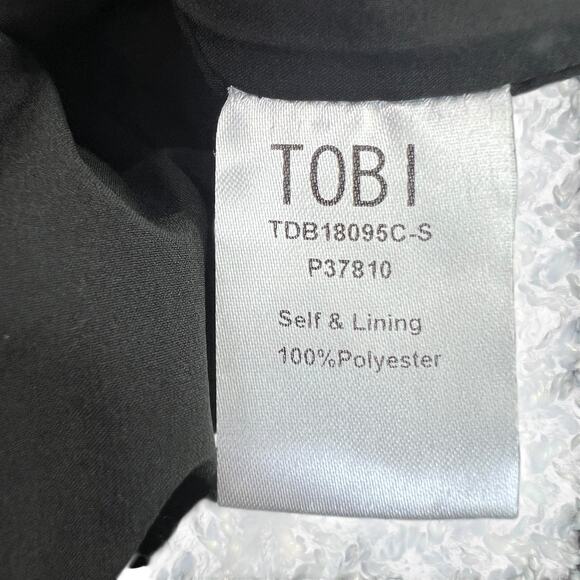 TOBI
TDB18095C-S
P37810
Self & Lining
100%Polyester